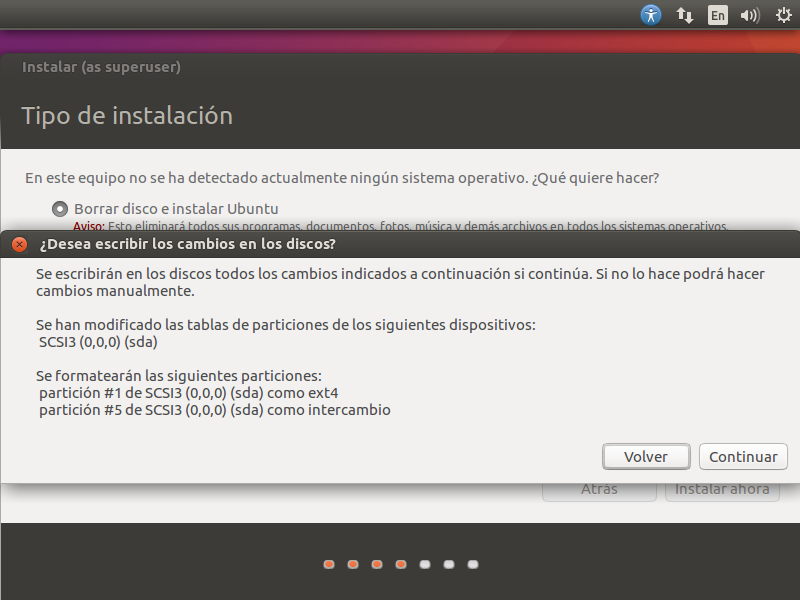 En
Instalar (as superuser)
Tipo de instalación
En este equipo no se ha detectado actualmente ningún sistema operativo. ¿Qué quiere hacer?
Borrar disco e instalar Ubuntu
Aviso: Esto eliminará todos sus programas, documentos, fotos, música y demás archivos en todos los sistemas operativos.
¿Desea escribir los cambios en los discos?
Se escribirán en los discos todos los cambios indicados a continuación si continúa. Si no lo hace podrá hacer
cambios manualmente.
Se han modificado las tablas de particiones de los siguientes dispositivos:
SCSI3 (0,0,0) (sda)
Se formatearán las siguientes particiones:
partición #1 de SCSI3 (0,0,0) (sda) como ext4
partición #5 de SCSI3 (0,0,0) (sda) como intercambio
Volver Continuar
Atrás Instalar ahora